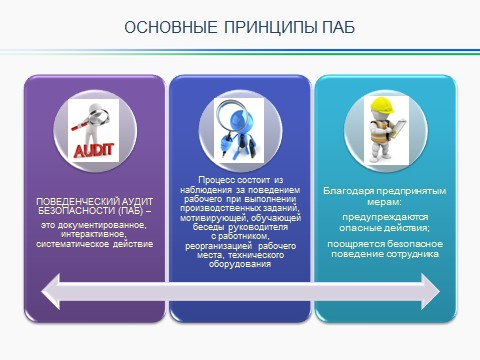 ОСНОВНЫЕ ПРИНЦИПЫ ПАБ
AUDIT
ПОВЕДЕНЧЕСКИЙ АУДИТ
БЕЗОПАСНОСТИ (ПАБ) –
это документированное,
интерактивное,
систематическое действие
Процесс состоит из
наблюдения за поведением
рабочего при выполнении
производственных заданий,
мотивирующей, обучающей
беседы руководителя
с работником,
реорганизацией рабочего
места, технического
оборудования
Благодаря предпринятым
мерам:
предупреждаются
опасные действия;
поощряется безопасное
поведение сотрудника